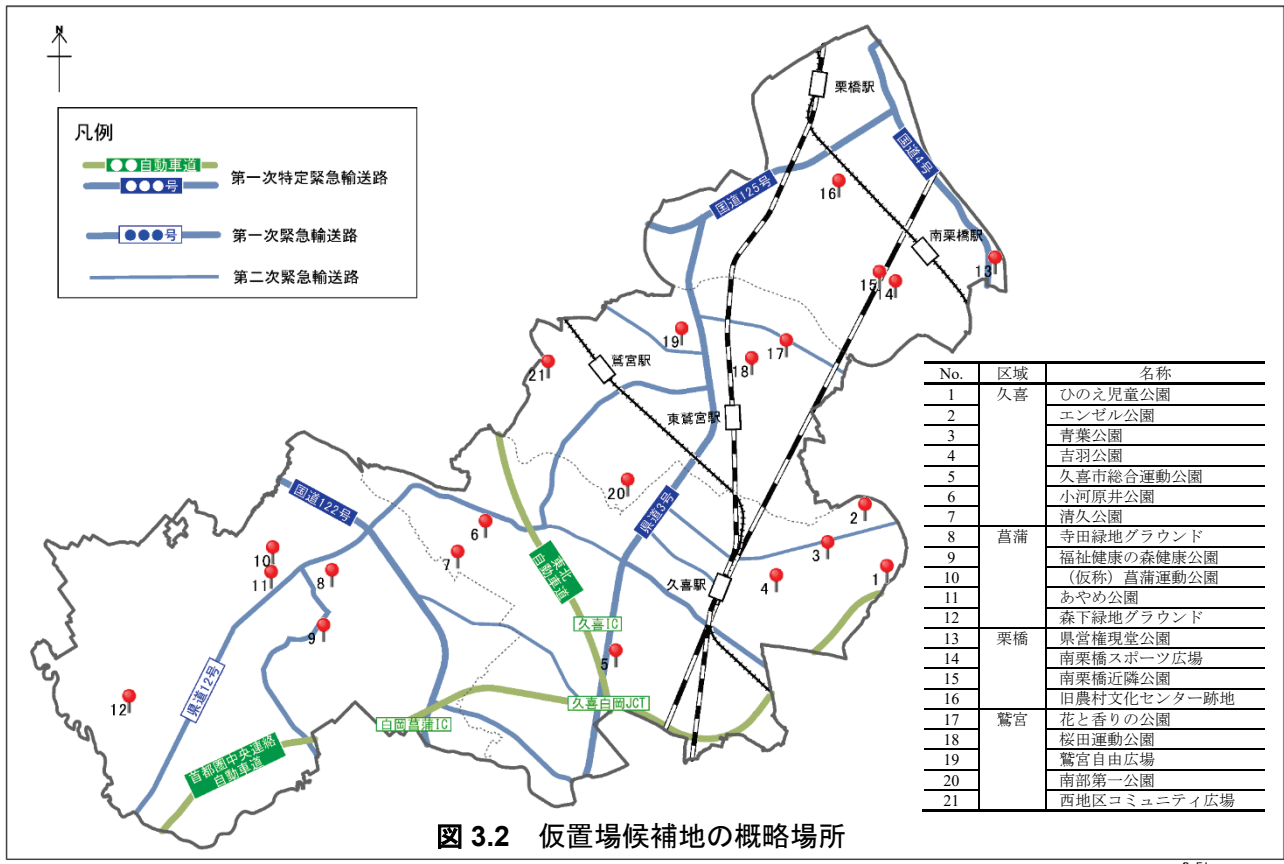 N
凡例
●●自動車道
●●●号
第一次特定緊急輸送路
●●●号
第一次緊急輸送路
第二次緊急輸送路
栗橋駅
国道4号
国道125号
16
南栗橋駅
13
15
4
19
17
18
鷲宮駅
21
東鷲宮駅
20
国道122号
県道3号
2
6
3
7
東北
自動車道
10
11
8
久喜駅
4
1
久喜IC
9
5
12
県道12号
久喜白岡JCT
白岡菖蒲IC
首都圏中央連絡
自動車道
No. 区域 名称
1 久喜 ひのえ児童公園
2 エンゼル公園
3 青葉公園
4 吉羽公園
5 久喜市総合運動公園
6 小河原井公園
7 清久公園
8 菖蒲 寺田緑地グラウンド
9 福祉健康の森健康公園
10 （仮称）菖蒲運動公園
11 あやめ公園
12 森下緑地グラウンド
13 栗橋 県営権現堂公園
14 南栗橋スポーツ広場
15 南栗橋近隣公園
16 旧農村文化センター跡地
17 鷲宮 花と香りの公園
18 桜田運動公園
19 鷲宮自由広場
20 南部第一公園
21 西地区コミュニティ広場
図 3.2 仮置場候補地の概略場所